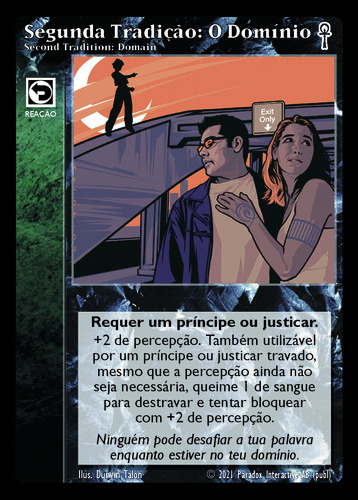 Segunda Tradição: O Domínio
Second Tradition: Domain
REAÇÃO
Exit
Only
Requer um príncipe ou justicar.
+2 de percepção. Também utilizável
por um príncipe ou justicar travado,
mesmo que a percepção ainda não
seja necessária, queime 1 de sangue
para destravar e tentar bloquear
com +2 de percepção.
Ninguém pode desafiar a tua palavra
enquanto estiver no teu domínio.
Ilus. Durwin Talon
© 2021 Paradox Interactive AB (publ)